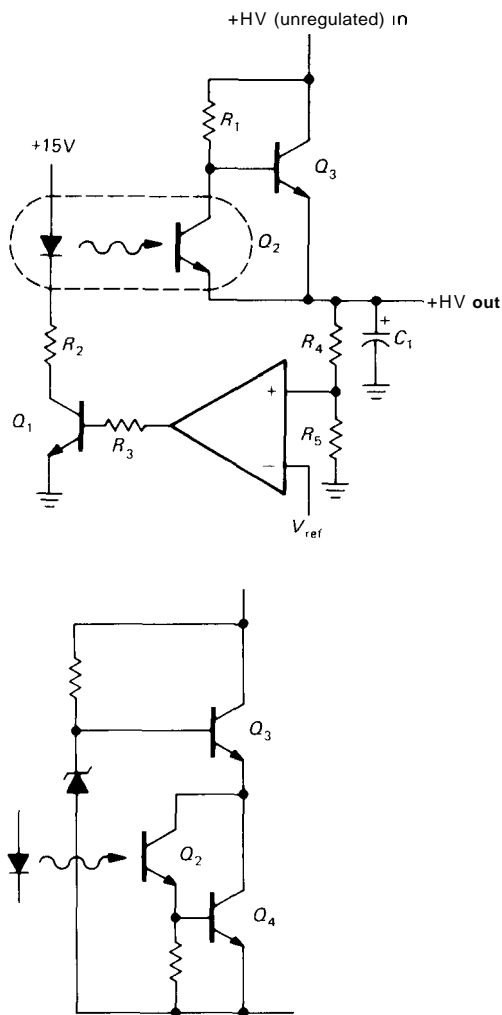 +HV (unregulated) in
R1
+15V
Q3
Q2
+HV out
R2
R4
C1
+
Q1
R3
+
R5
−
Vref
Q3
Q2
Q4